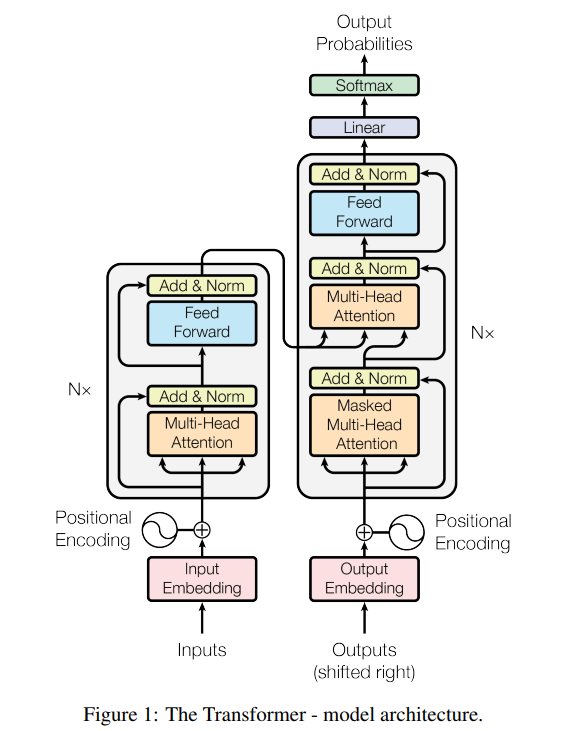 Output
Probabilities
Softmax
Linear
Add & Norm
Feed
Forward
Add & Norm
Multi-Head
Attention
Add & Norm
Masked
Multi-Head
Attention
N×
Add & Norm
Feed
Forward
Add & Norm
Multi-Head
Attention
N×
Positional
Encoding
Positional
Encoding
Input
Embedding
Output
Embedding
Inputs
Outputs
(shifted right)
Figure 1: The Transformer - model architecture.